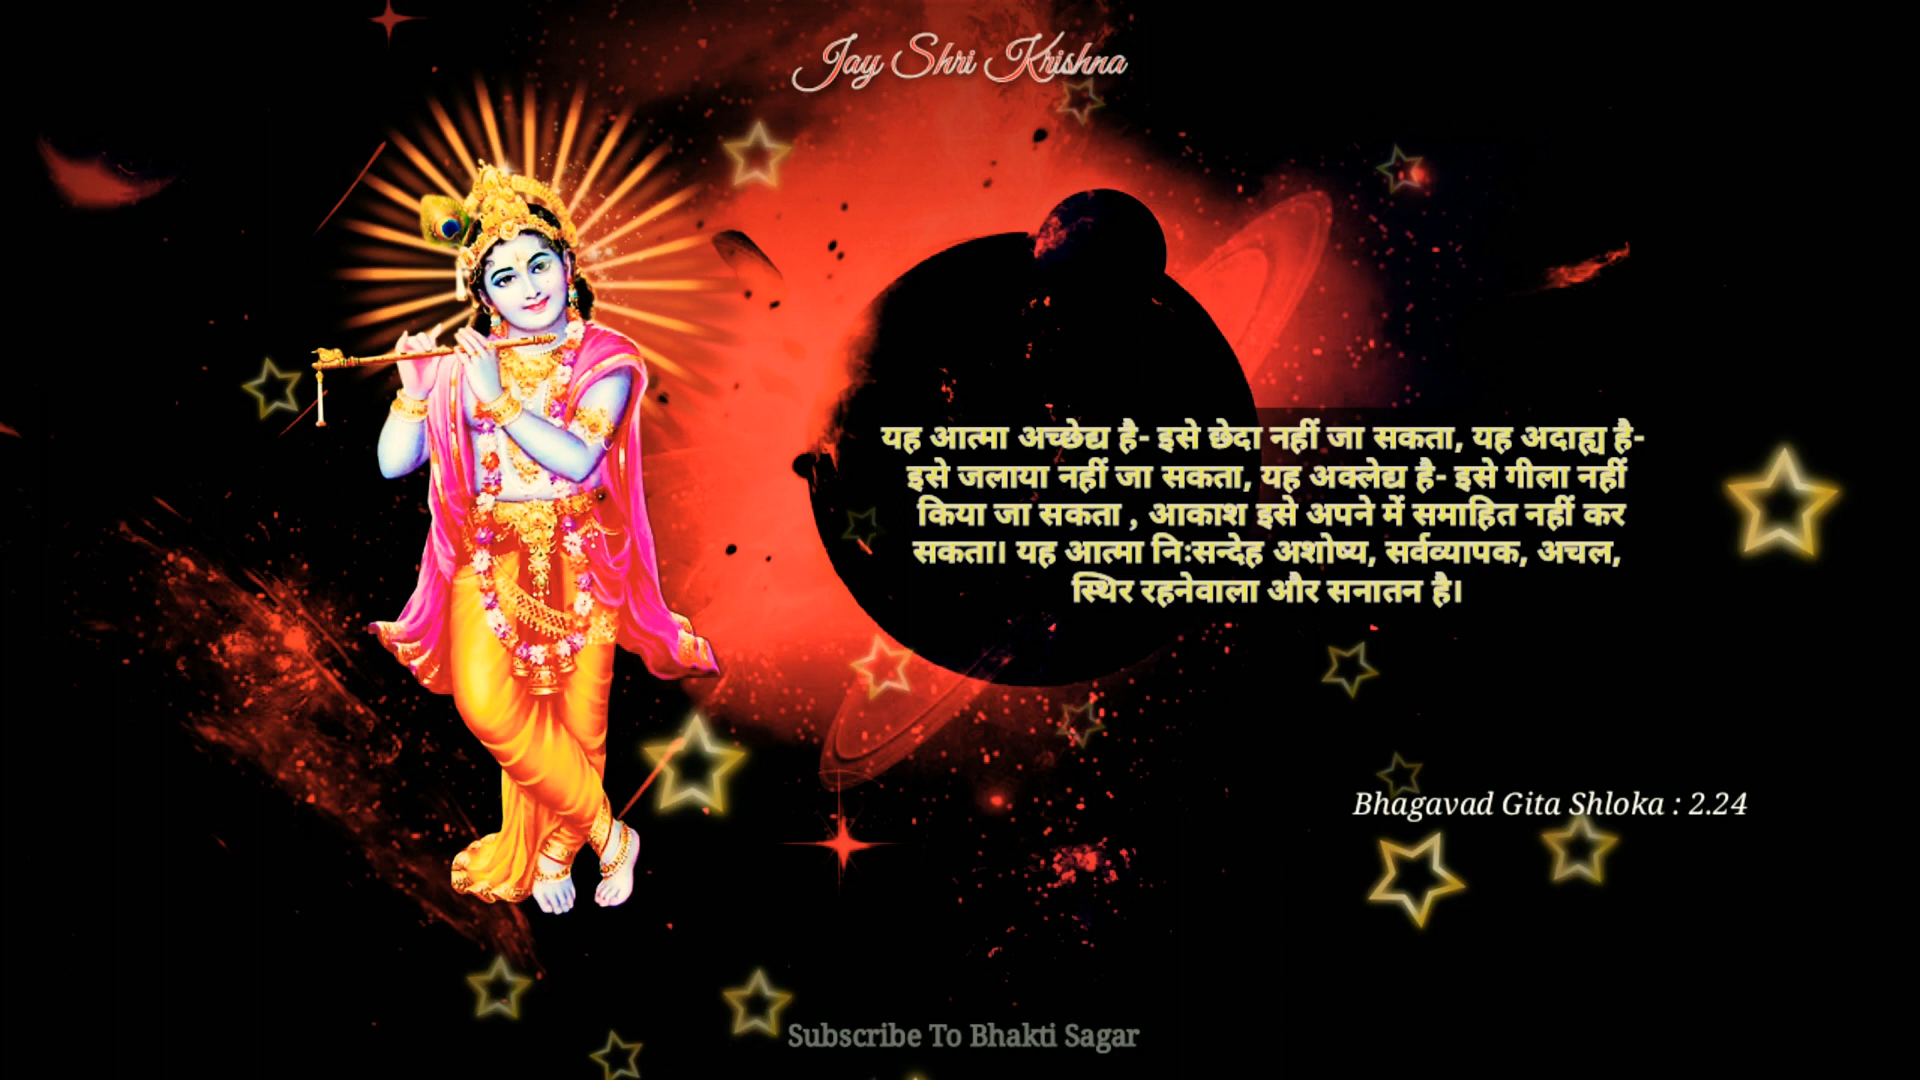 Jay Shri Krishna
यह आत्मा अच्छेद्य है- इसे छेदा नहीं जा सकता, यह अदाह्य है-
इसे जलाया नहीं जा सकता, यह अक्लेद्य है- इसे गीला नहीं
किया जा सकता , आकाश इसे अपने में समाहित नहीं कर
सकता। यह आत्मा नि:सन्देह अशोष्य, सर्वव्यापक, अचल,
स्थिर रहनेवाला और सनातन है।
Bhagavad Gita Shloka : 2.24
Subscribe To Bhakti Sagar